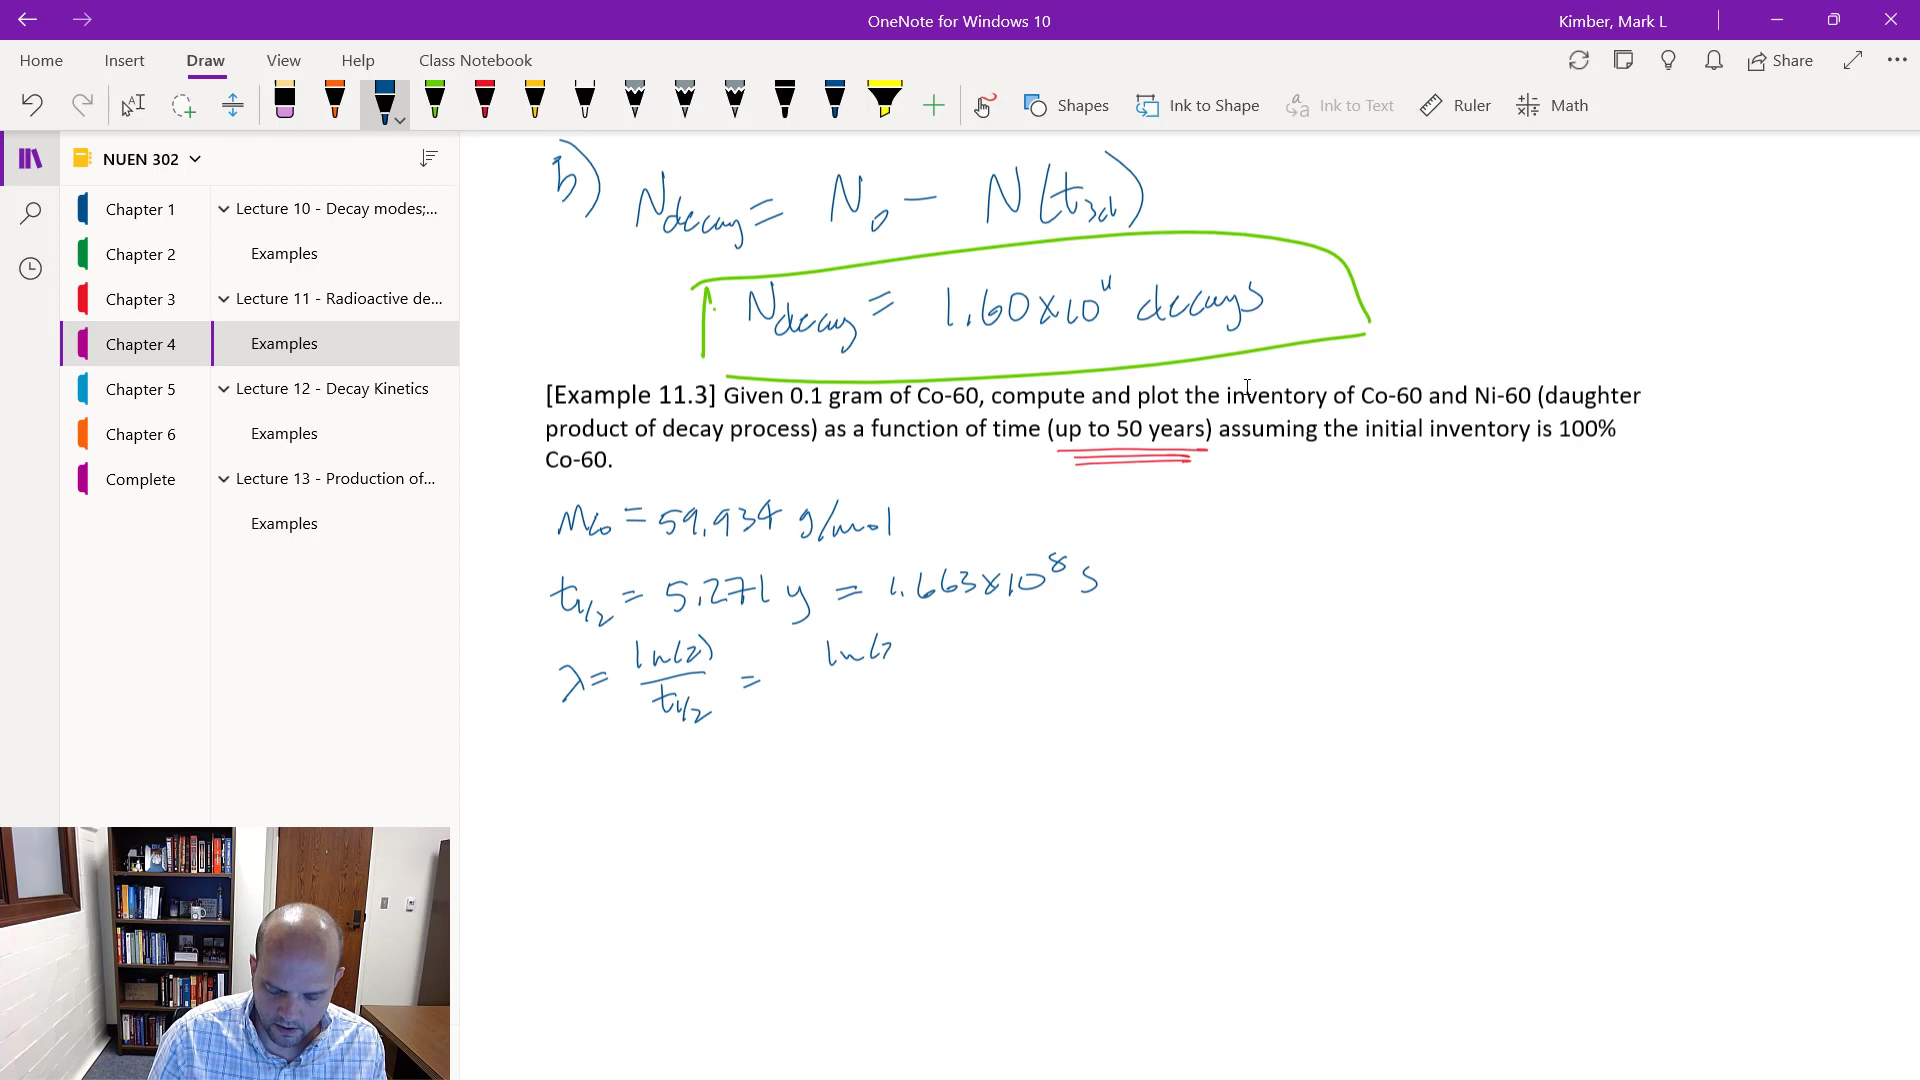 OneNote for Windows 10
Kimber, Mark L
Home Insert Draw View Help Class Notebook
Share
Shapes Ink to Shape Ink to Text Ruler Math
NUEN 302
Chapter 1
Chapter 2
Chapter 3
Chapter 4
Chapter 5
Chapter 6
Complete
Lecture 10 - Decay modes;...
Examples
Lecture 11 - Radioactive de...
Examples
Lecture 12 - Decay Kinetics
Examples
Lecture 13 - Production of...
Examples
b) N_decay = N_0 - N(t_3d)
N_decay = 1.60x10^11 decays
[Example 11.3] Given 0.1 gram of Co-60, compute and plot the inventory of Co-60 and Ni-60 (daughter
product of decay process) as a function of time (up to 50 years) assuming the initial inventory is 100%
Co-60.
M_Co = 59.934 g/mol
t_1/2 = 5.271 y = 1.663x10^8 s
λ = ln(2)/t_1/2 = ln(2